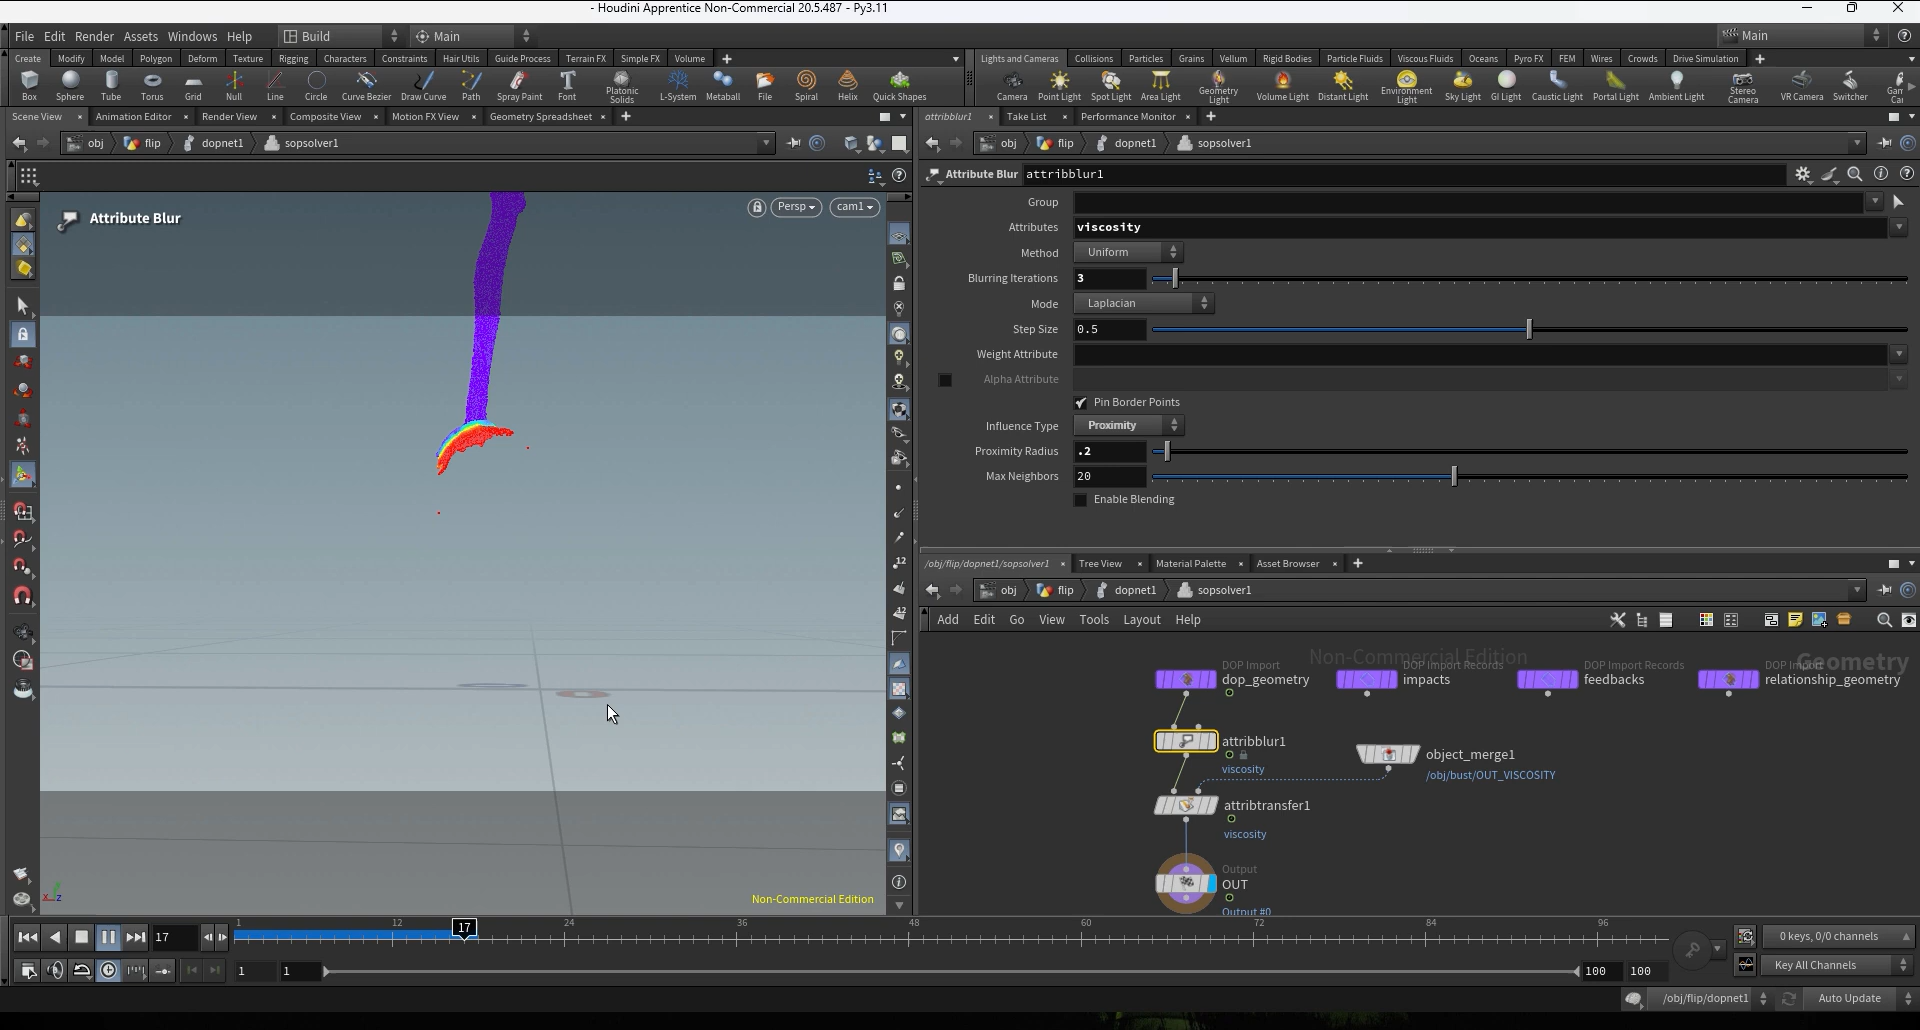 - Houdini Apprentice Non-Commercial 20.5.487 - Py3.11
File Edit Render Assets Windows Help Build Main Main
Create Modify Model Polygon Deform Texture Rigging Characters Constraints Hair Utils Guide Process Terrain FX Simple FX Volume
Box Sphere Tube Torus Grid Null Line Circle Curve Bezier Draw Curve Path Spray Paint Font Platonic Solids L-System Metaball File Spiral Helix Quick Shapes
Lights and Cameras Collisions Particles Grains Vellum Rigid Bodies Particle Fluids Viscous Fluids Oceans Pyro FX FEM Wires Crowds Drive Simulation
Camera Point Light Spot Light Area Light Geometry Light Volume Light Distant Light Environment Light Sky Light GI Light Caustic Light Portal Light Ambient Light Stereo Camera VR Camera Switcher
Scene View Animation Editor Render View Composite View Motion FX View Geometry Spreadsheet
obj flip dopnet1 sopsolver1
Attribute Blur
Persp cam1
Non-Commercial Edition
attribblur1 Take List Performance Monitor
obj flip dopnet1 sopsolver1
Attribute Blur attribblur1
Group
Attributes viscosity
Method Uniform
Blurring Iterations 3
Mode Laplacian
Step Size 0.5
Weight Attribute
Alpha Attribute
Pin Border Points
Influence Type Proximity
Proximity Radius .2
Max Neighbors 20
Enable Blending
/obj/flip/dopnet1/sopsolver1 Tree View Material Palette Asset Browser
obj flip dopnet1 sopsolver1
Add Edit Go View Tools Layout Help
Non-Commercial Edition
Geometry
DOP Import DOP Import Records DOP Import Records DOP Import
dop_geometry impacts feedbacks relationship_geometry
attribblur1
viscosity
object_merge1
/obj/bust/OUT_VISCOSITY
attribtransfer1
viscosity
Output
OUT
Output #0
1 12 24 36 48 60 72 84 96
17 17
0 keys, 0/0 channels
1 1 100 100
Key All Channels
/obj/flip/dopnet1 Auto Update